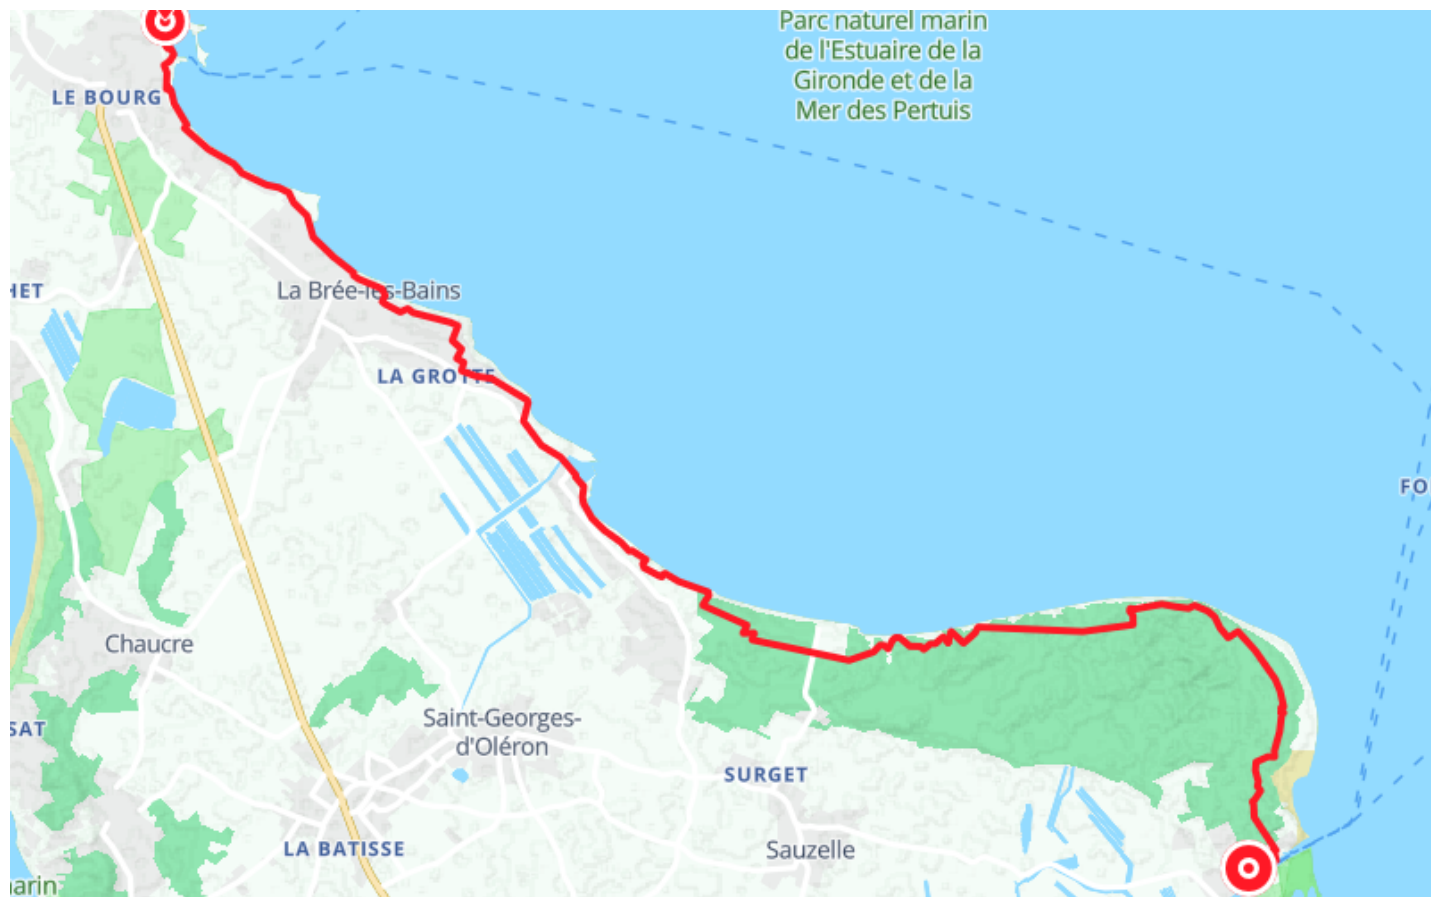 Parc naturel marin
de l'Estuaire de la
Gironde et de la
Mer des Pertuis
LE BOURG
HET
La Brée-les-Bains
LA GROTTE
FO
Chaucre
SAT
Saint-Georges-
d'Oléron
SURGET
LA BATISSE
Sauzelle
marin